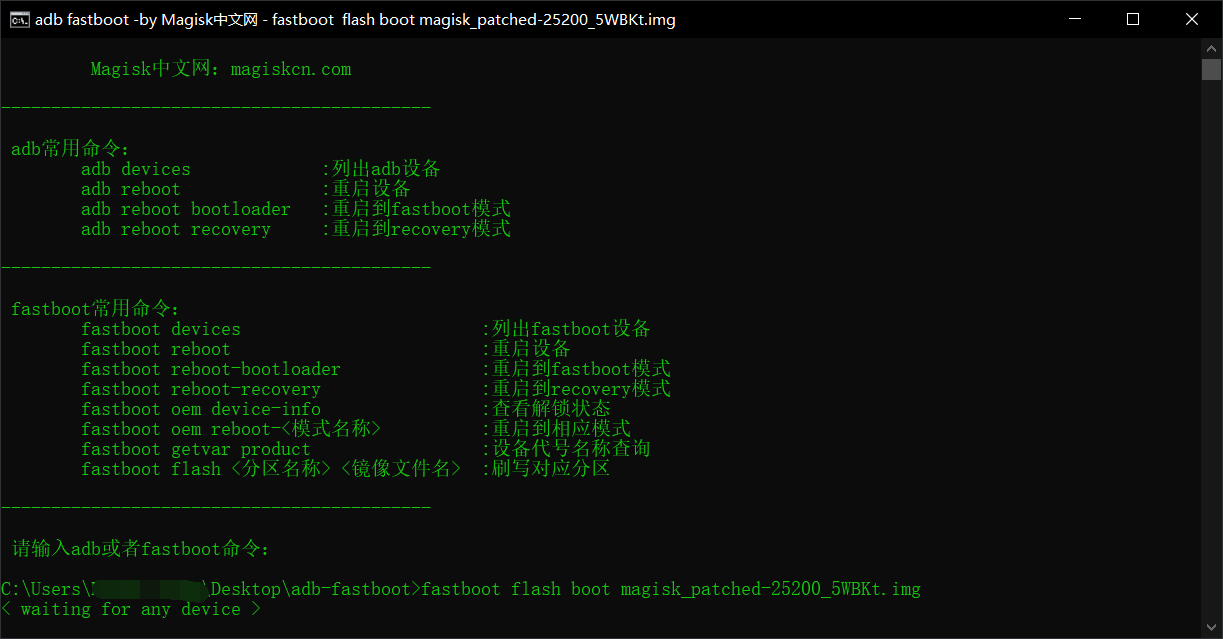 adb fastboot -by Magisk中文网 - fastboot  flash boot magisk_patched-25200_5WBKt.img
Magisk中文网: magiskcn.com
-------------------------------------------
adb常用命令:
adb devices :列出adb设备
adb reboot :重启设备
adb reboot bootloader :重启到fastboot模式
adb reboot recovery :重启到recovery模式
-------------------------------------------
fastboot常用命令:
fastboot devices :列出fastboot设备
fastboot reboot :重启设备
fastboot reboot-bootloader :重启到fastboot模式
fastboot reboot-recovery :重启到recovery模式
fastboot oem device-info :查看解锁状态
fastboot oem reboot-<模式名称> :重启到相应模式
fastboot getvar product :设备代号名称查询
fastboot flash <分区名称> <镜像文件名> :刷写对应分区
-------------------------------------------
请输入adb或者fastboot命令:
C:\Users\ \Desktop\adb-fastboot>fastboot flash boot magisk_patched-25200_5WBKt.img
< waiting for any device >